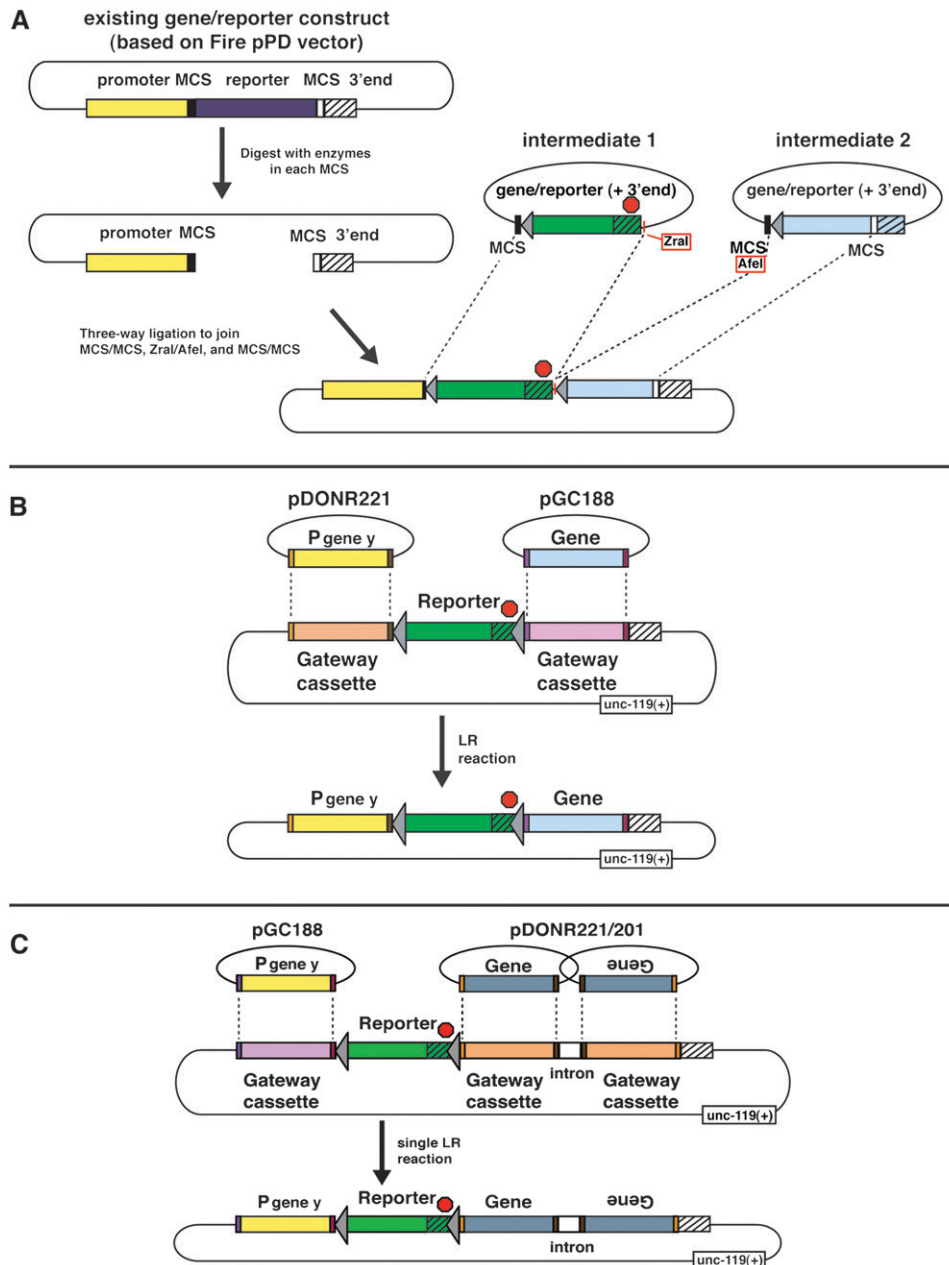 A
existing gene/reporter construct
(based on Fire pPD vector)
promoter MCS reporter MCS 3'end
Digest with enzymes
in each MCS
intermediate 1
intermediate 2
gene/reporter (+ 3'end)
gene/reporter (+ 3'end)
promoter MCS
MCS 3'end
ZraI
MCS
MCS
AfeI
MCS
Three-way ligation to join
MCS/MCS, ZraI/AfeI, and MCS/MCS
B
pDONR221
pGC188
P gene y
Gene
Reporter
Gateway
cassette
Gateway
cassette
unc-119(+)
LR
reaction
P gene y
Gene
unc-119(+)
C
pGC188
pDONR221/201
P gene y
Gene
Gene
Reporter
Gateway
cassette
Gateway
cassette
intron
Gateway
cassette
unc-119(+)
single LR
reaction
P gene y
Reporter
Gene
Gene
intron
unc-119(+)